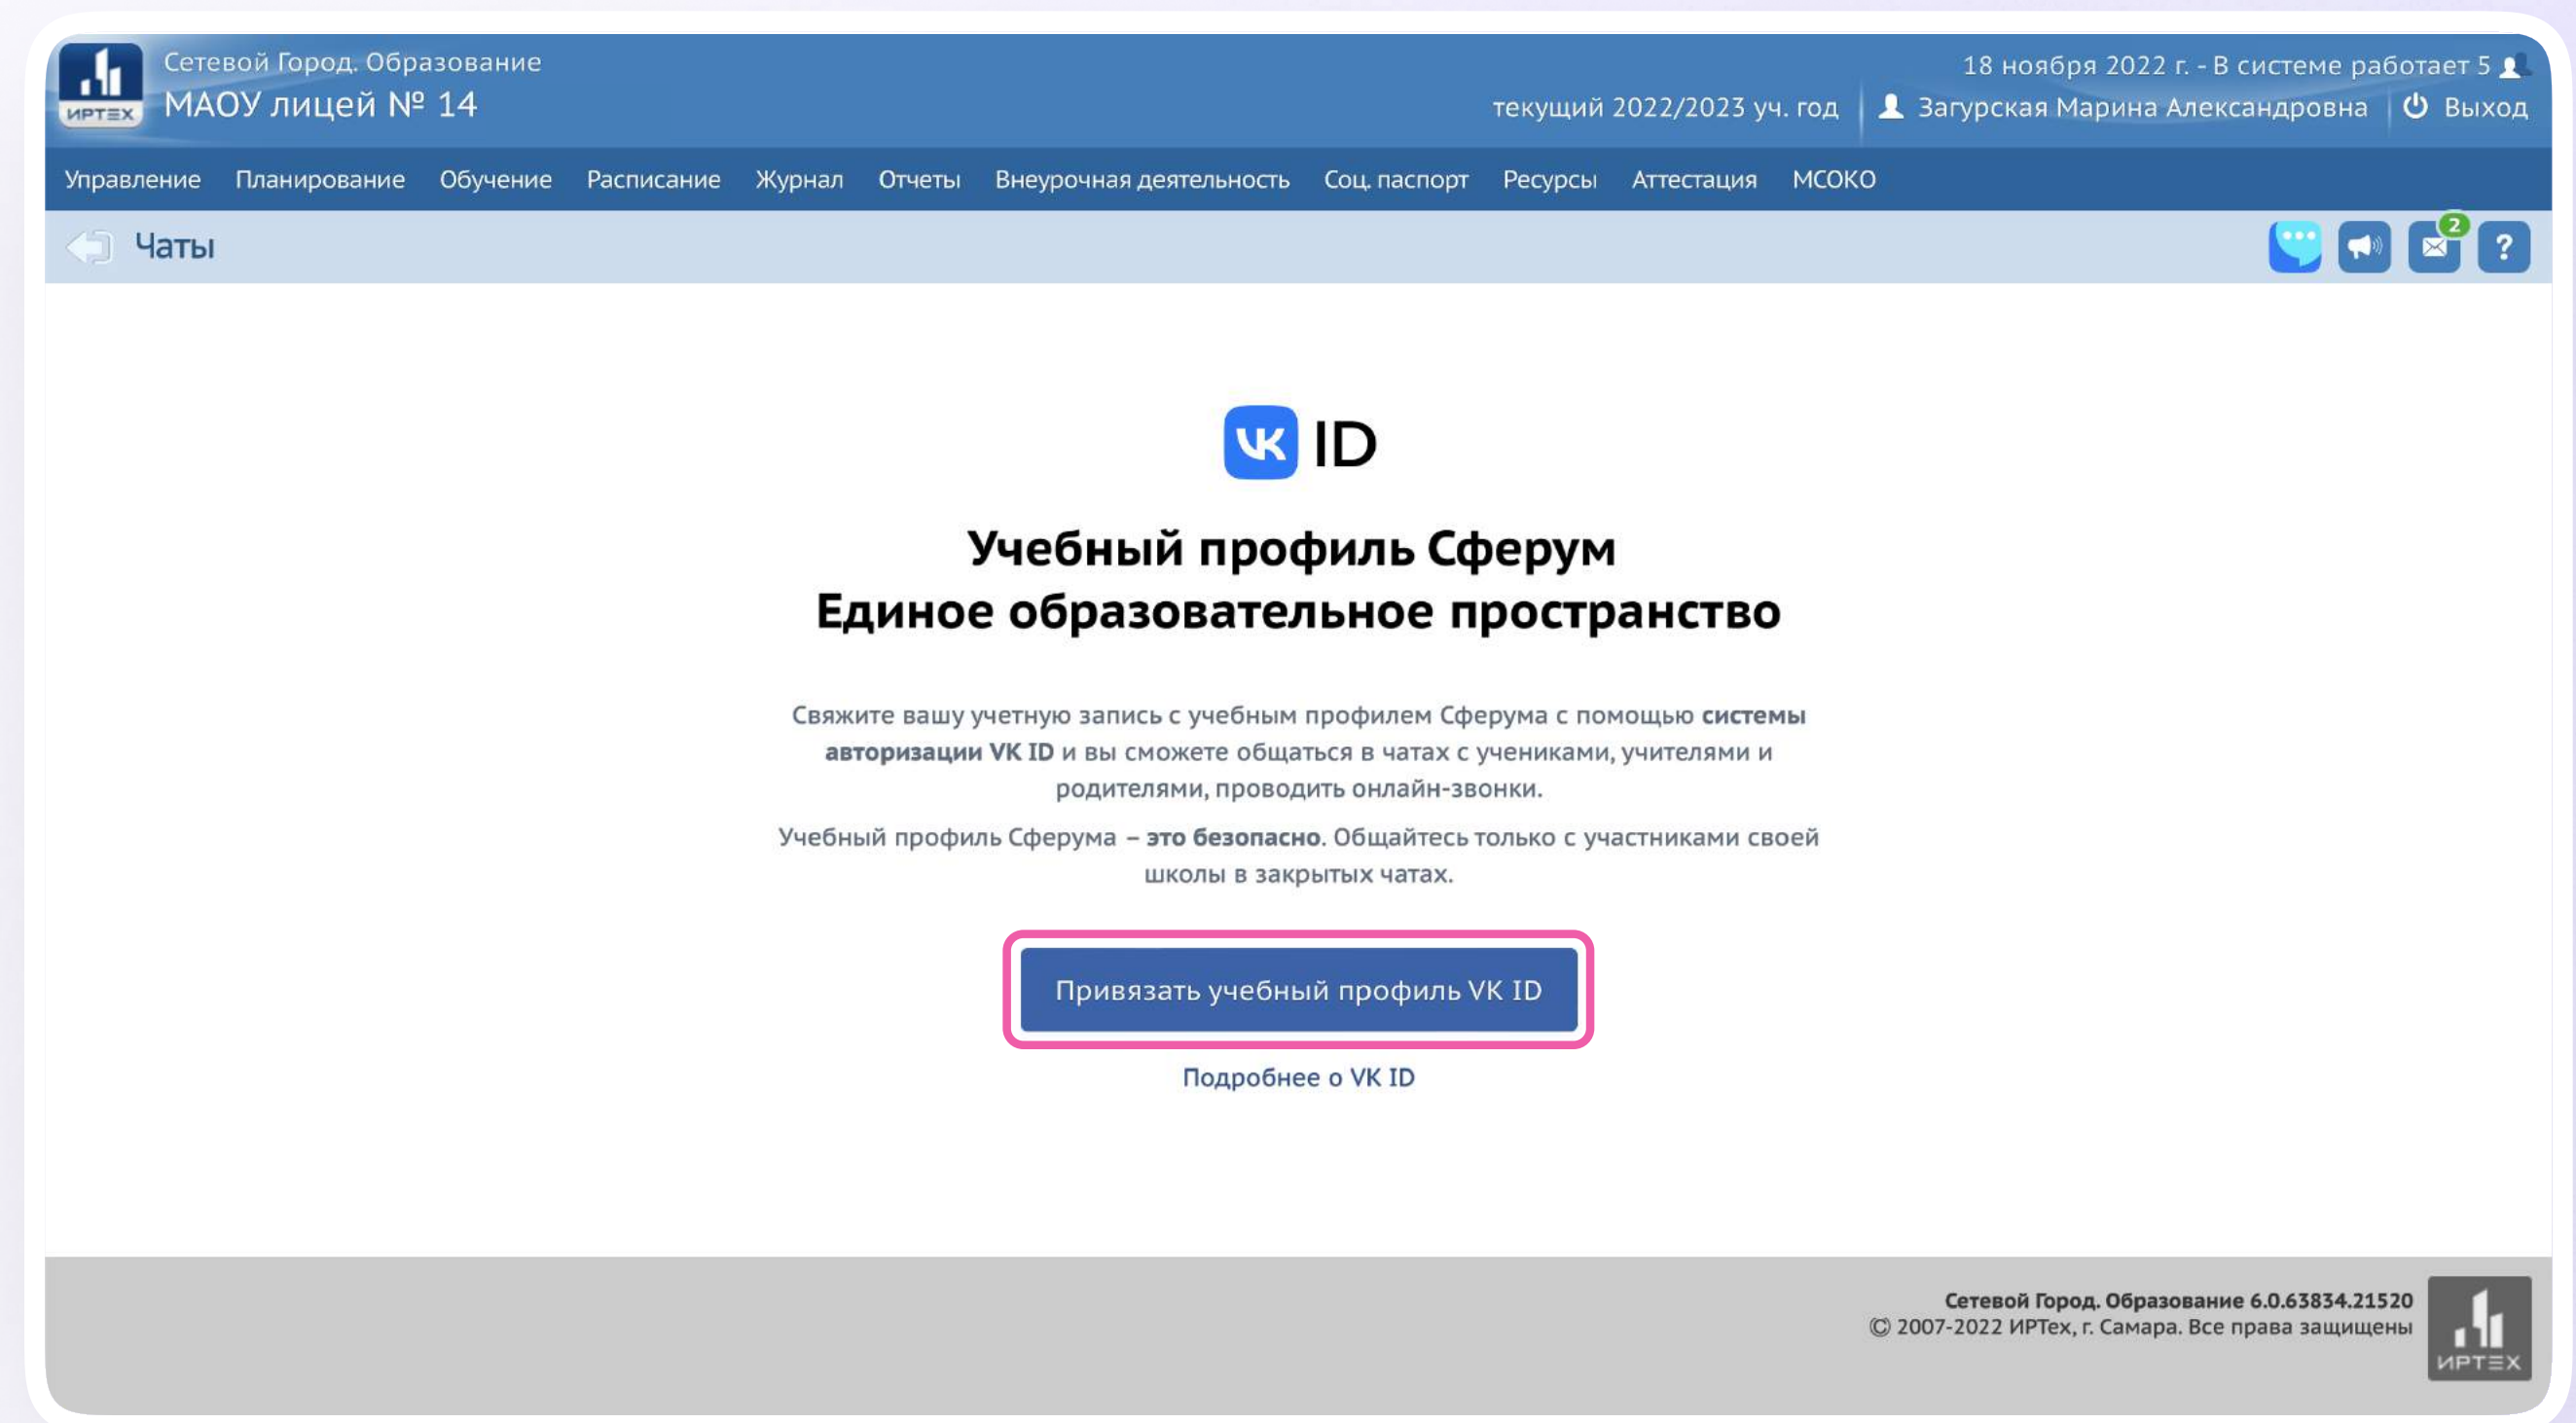 Сетевой Город. Образование
МАОУ лицей № 14
ИРТЕХ
18 ноября 2022 г. - В системе работает 5
текущий 2022/2023 уч. год
Загурская Марина Александровна
Выход
Управление Планирование Обучение Расписание Журнал Отчеты Внеурочная деятельность Соц. паспорт Ресурсы Аттестация МСОКО
Чаты
2
?
VK ID
Учебный профиль Сферум
Единое образовательное пространство
Свяжите вашу учетную запись с учебным профилем Сферума с помощью системы
авторизации VK ID и вы сможете общаться в чатах с учениками, учителями и
родителями, проводить онлайн-звонки.
Учебный профиль Сферума – это безопасно. Общайтесь только с участниками своей
школы в закрытых чатах.
Привязать учебный профиль VK ID
Подробнее о VK ID
Сетевой Город. Образование 6.0.63834.21520
© 2007-2022 ИРТех, г. Самара. Все права защищены
ИРТЕХ